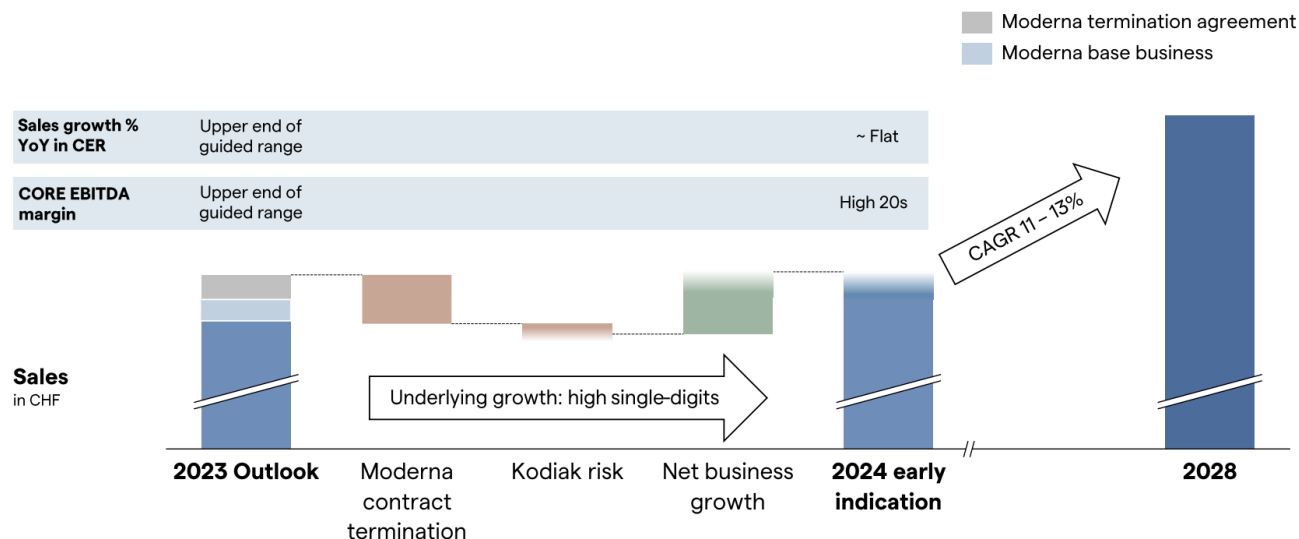 Moderna termination agreement
Moderna base business
Sales growth %
YoY in CER
Upper end of
guided range
~ Flat
CORE EBITDA
margin
Upper end of
guided range
High 20s
CAGR 11 – 13%
Sales
in CHF
Underlying growth: high single-digits
2023 Outlook
Moderna
contract
termination
Kodiak risk
Net business
growth
2024 early
indication
2028